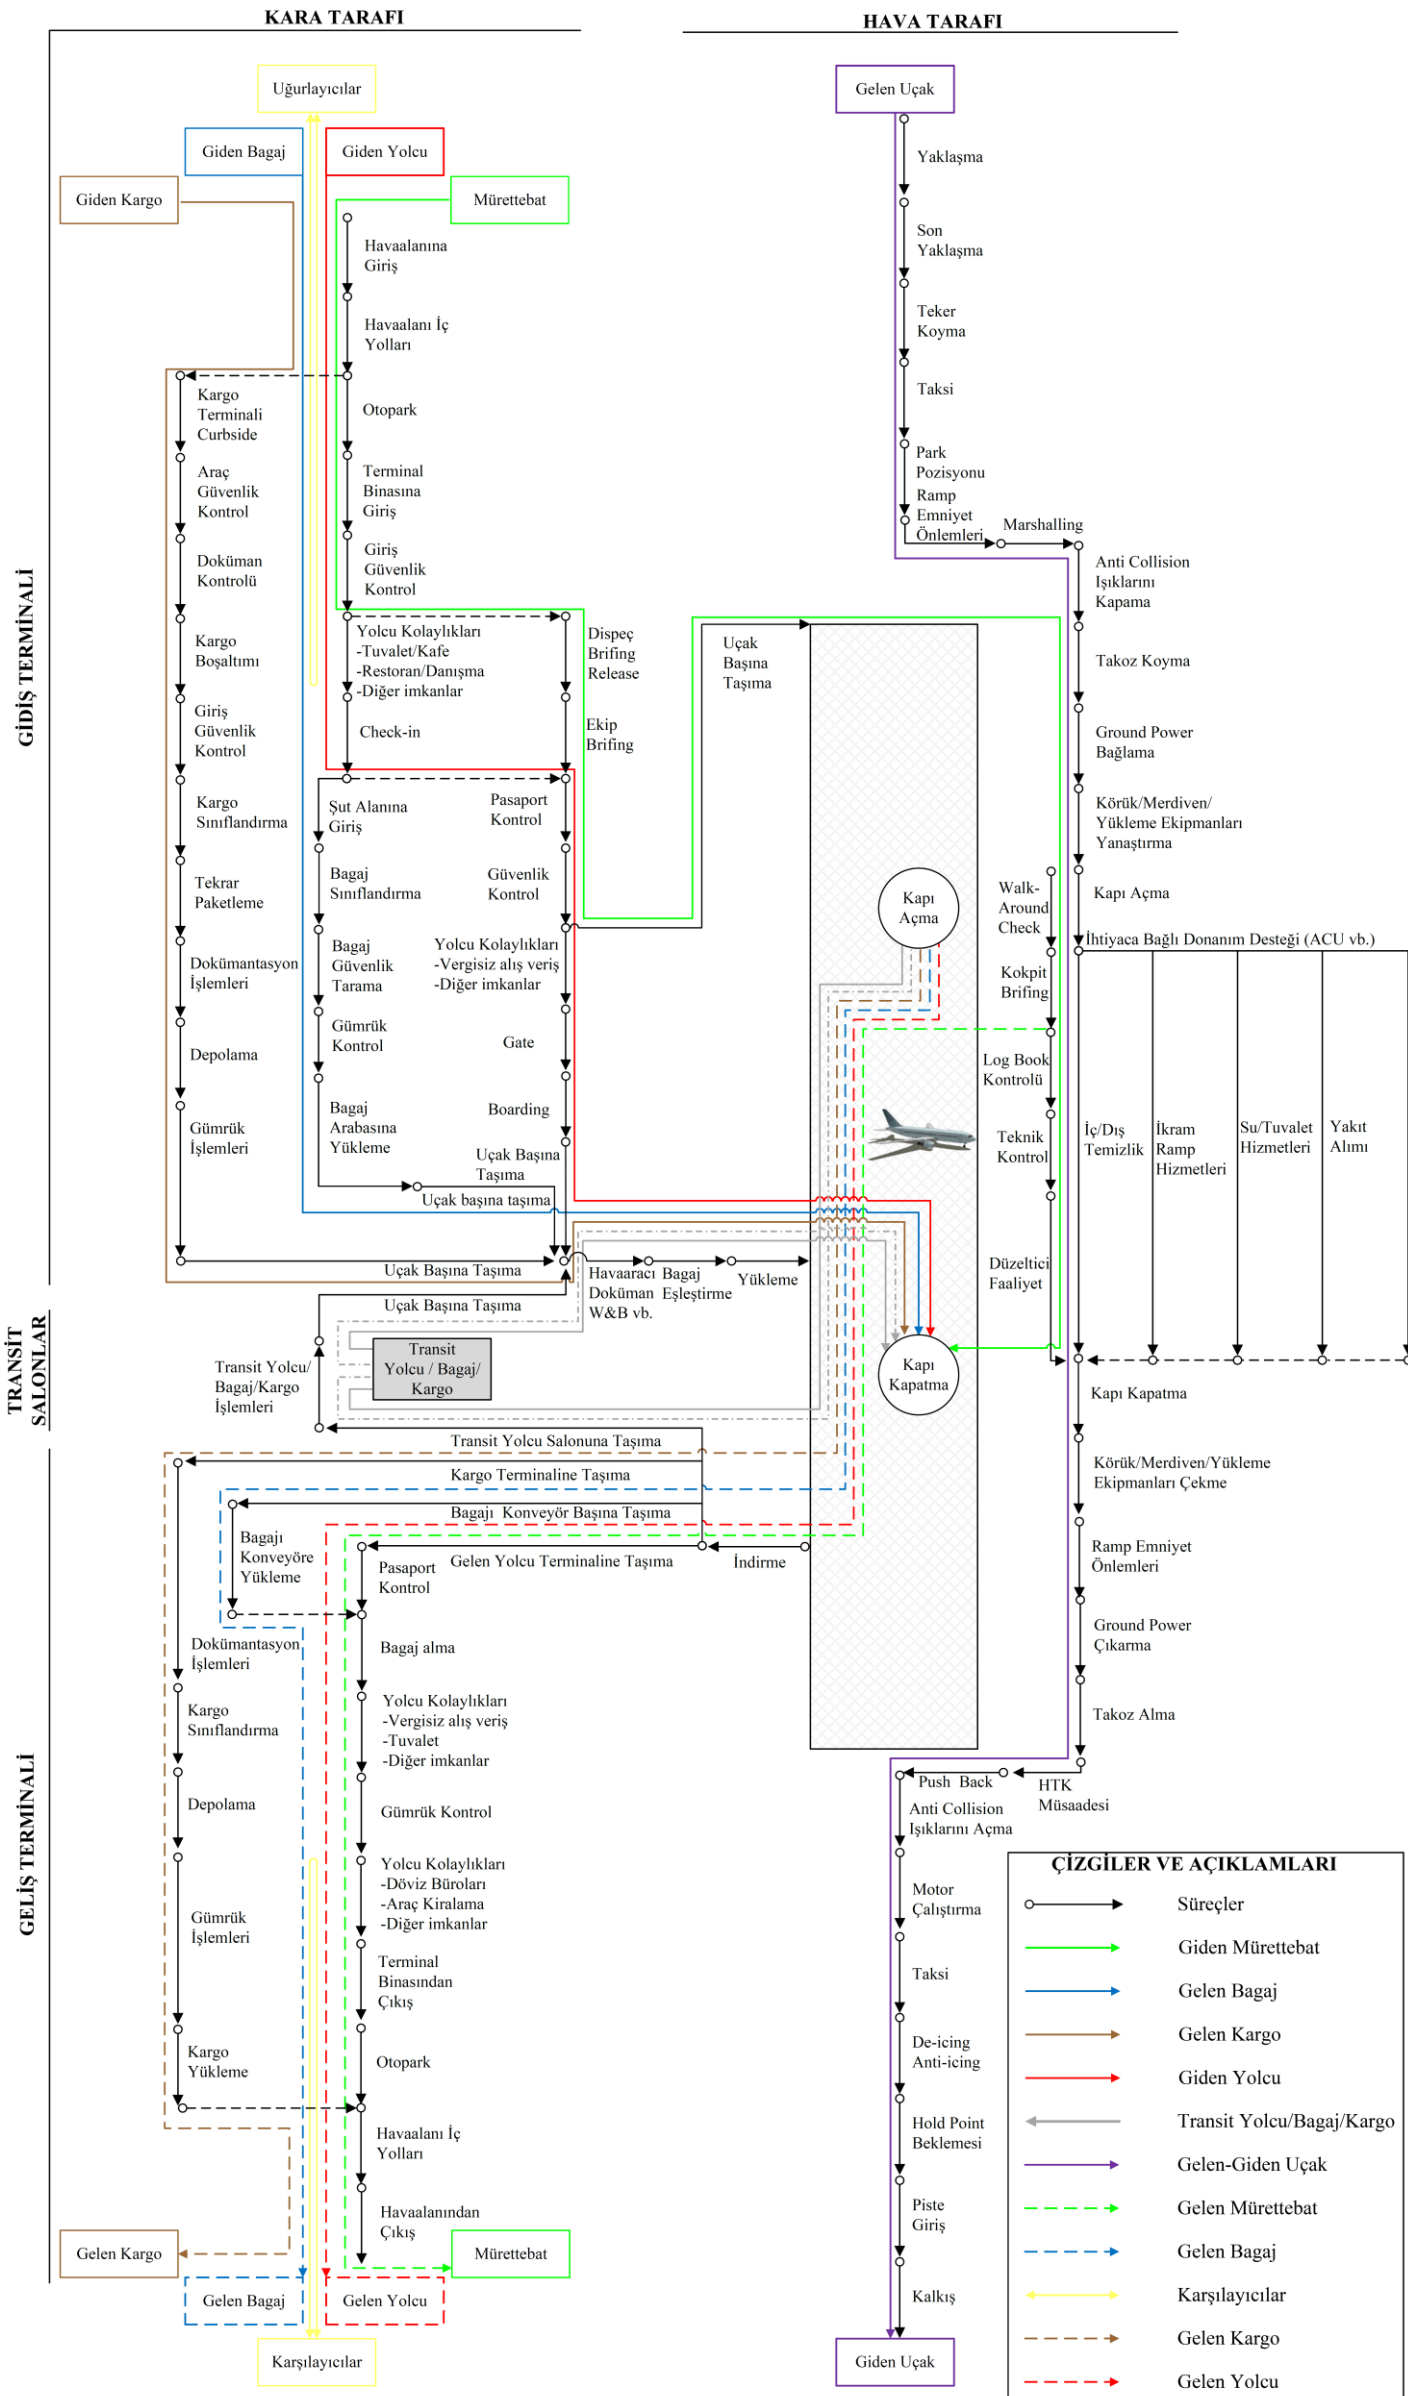 KARA TARAFI
HAVA TARAFI
GİDİŞ TERMİNALİ
TRANSİT
SALONLAR
GELİŞ TERMİNALİ
Uğurlayıcılar
Giden Bagaj
Giden Yolcu
Giden Kargo
Mürettebat
Havaalanına
Giriş
Havaalanı İç
Yolları
Otopark
Terminal
Binasına
Giriş
Giriş
Güvenlik
Kontrol
Yolcu Kolaylıkları
-Tuvalet/Kafe
-Restoran/Danışma
-Diğer imkanlar
Check-in
Kargo
Terminali
Curbside
Araç
Güvenlik
Kontrol
Doküman
Kontrolü
Kargo
Boşaltımı
Giriş
Güvenlik
Kontrol
Kargo
Sınıflandırma
Tekrar
Paketleme
Dokümantasyon
İşlemleri
Depolama
Gümrük
İşlemleri
Dispeç
Brifing
Release
Ekip
Brifing
Şut Alanına
Giriş
Bagaj
Sınıflandırma
Bagaj
Güvenlik
Tarama
Gümrük
Kontrol
Bagaj
Arabasına
Yükleme
Uçak başına taşıma
Pasaport
Kontrol
Güvenlik
Kontrol
Yolcu Kolaylıkları
-Vergisiz alış veriş
-Diğer imkanlar
Gate
Boarding
Uçak Başına
Taşıma
Uçak Başına Taşıma
Uçak Başına Taşıma
Havaaracı
Doküman
W&B vb.
Bagaj
Eşleştirme
Yükleme
Uçak
Başına
Taşıma
Transit Yolcu/
Bagaj/Kargo
İşlemleri
Transit
Yolcu / Bagaj/
Kargo
Transit Yolcu Salonuna Taşıma
Kargo Terminaline Taşıma
Bagajı Konveyör Başına Taşıma
Gelen Yolcu Terminaline Taşıma
İndirme
Bagajı
Konveyöre
Yükleme
Pasaport
Kontrol
Bagaj alma
Yolcu Kolaylıkları
-Vergisiz alış veriş
-Tuvalet
-Diğer imkanlar
Gümrük Kontrol
Yolcu Kolaylıkları
-Döviz Büroları
-Araç Kiralama
-Diğer imkanlar
Terminal
Binasından
Çıkış
Otopark
Havaalanı İç
Yolları
Havaalanından
Çıkış
Dokümantasyon
İşlemleri
Kargo
Sınıflandırma
Depolama
Gümrük
İşlemleri
Kargo
Yükleme
Gelen Kargo
Mürettebat
Gelen Bagaj
Gelen Yolcu
Karşılayıcılar
Gelen Uçak
Yaklaşma
Son
Yaklaşma
Teker
Koyma
Taksi
Park
Pozisyonu
Ramp
Emniyet
Önlemleri
Marshalling
Anti Collision
Işıklarını
Kapama
Takoz Koyma
Ground Power
Bağlama
Körük/Merdiven/
Yükleme Ekipmanları
Yanaştırma
Kapı Açma
İhtiyaca Bağlı Donanım Desteği (ACU vb.)
Kapı
Açma
Walk-
Around
Check
Kokpit
Brifing
Log Book
Kontrolü
Teknik
Kontrol
Düzeltici
Faaliyet
İç/Dış
Temizlik
İkram
Ramp
Hizmetleri
Su/Tuvalet
Hizmetleri
Yakıt
Alımı
Kapı
Kapatma
Kapı Kapatma
Körük/Merdiven/Yükleme
Ekipmanları Çekme
Ramp Emniyet
Önlemleri
Ground Power
Çıkarma
Takoz Alma
HTK
Müsaadesi
Push Back
Anti Collision
Işıklarını Açma
Motor
Çalıştırma
Taksi
De-icing
Anti-icing
Hold Point
Beklemesi
Piste
Giriş
Kalkış
Giden Uçak
ÇİZGİLER VE AÇIKLAMLARI
Süreçler
Giden Mürettebat
Gelen Bagaj
Gelen Kargo
Giden Yolcu
Transit Yolcu/Bagaj/Kargo
Gelen-Giden Uçak
Gelen Mürettebat
Gelen Bagaj
Karşılayıcılar
Gelen Kargo
Gelen Yolcu